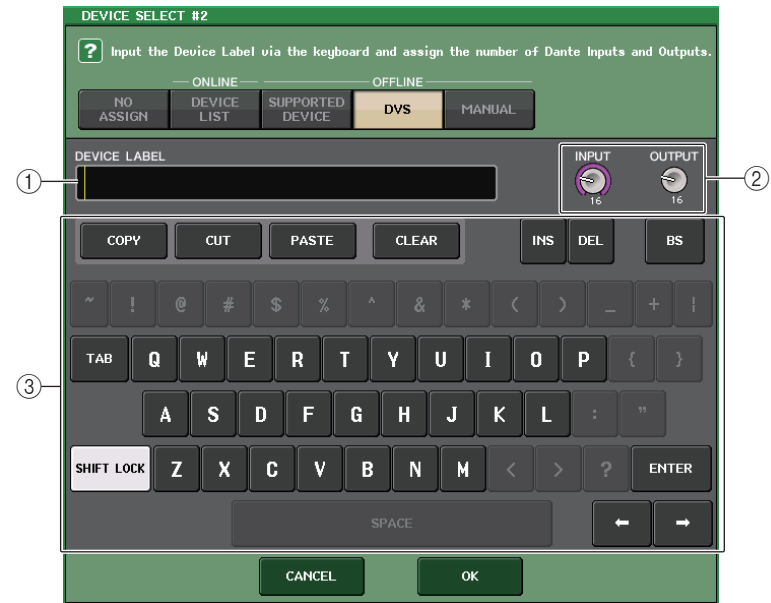 DEVICE SELECT #2
? Input the Device Label via the keyboard and assign the number of Dante Inputs and Outputs.
ONLINE OFFLINE
NO ASSIGN DEVICE LIST SUPPORTED DEVICE DVS MANUAL
DEVICE LABEL INPUT OUTPUT
① ②
16 16
COPY CUT PASTE CLEAR INS DEL BS
~ ! @ # $ % ^ & * ( ) _ + ¦
③
TAB Q W E R T Y U I O P { }
A S D F G H J K L : "
SHIFT LOCK Z X C V B N M < > ? ENTER
SPACE ← →
CANCEL OK